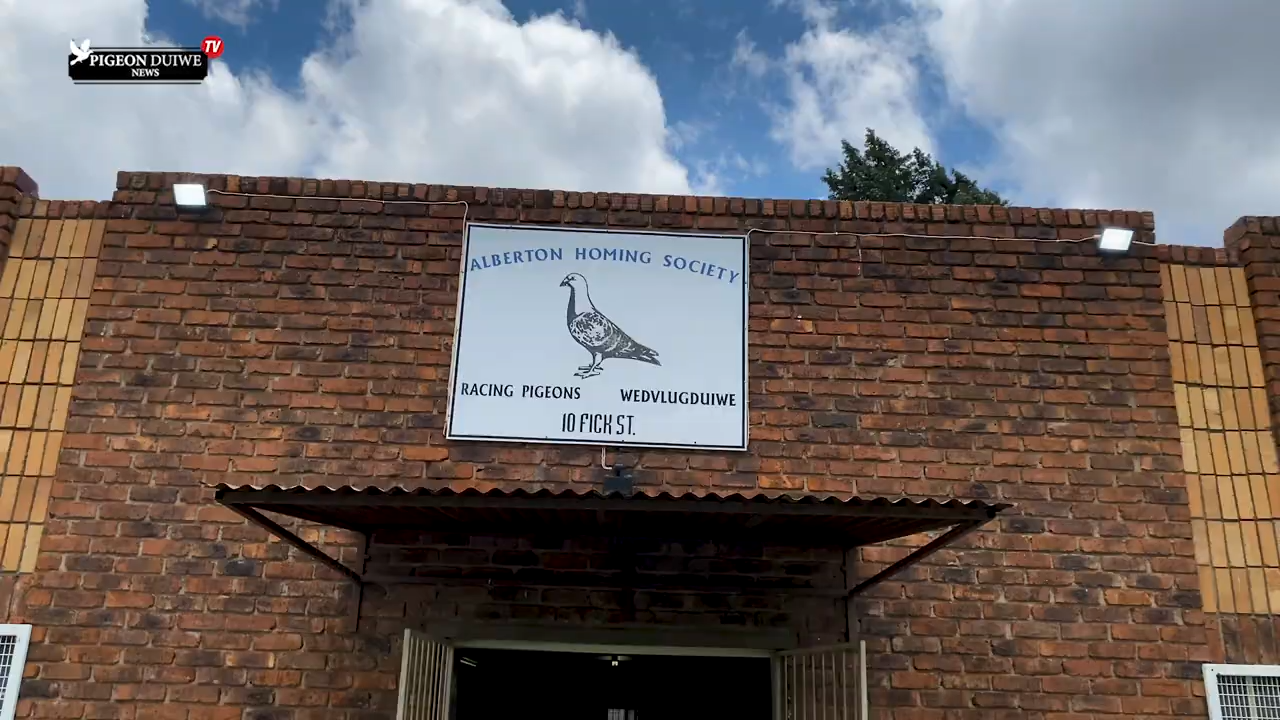 TV
PIGEON DUIWE
NEWS
ALBERTON HOMING SOCIETY
RACING PIGEONS WEDVLUGDUIWE
10 FICK ST.